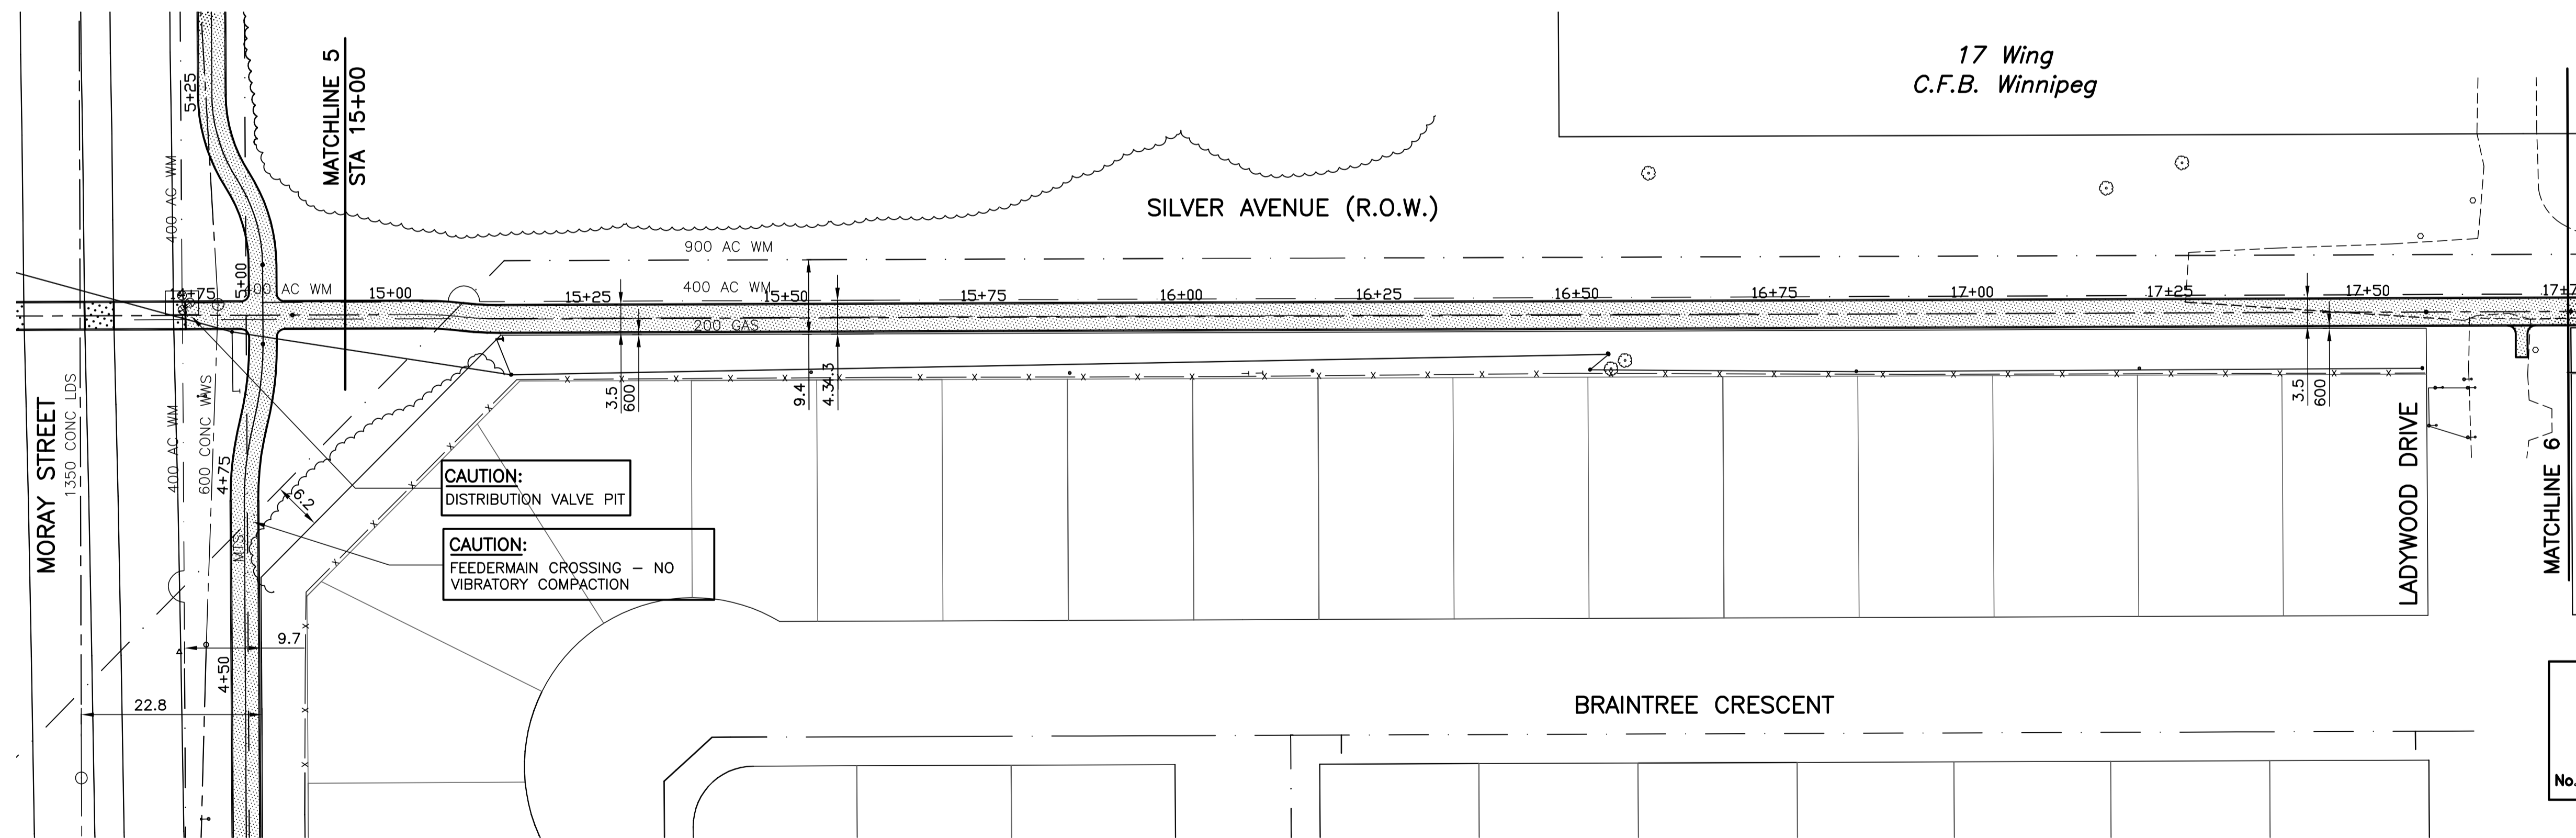 17 Wing
C.F.B. Winnipeg
MATCHLINE 5
STA 15+00
5+25
400 AC WM
SILVER AVENUE (R.O.W.)
900 AC WM
5+00
400 AC WM
400 AC WM
14+75
15+00
15+25
15+50
15+75
16+00
16+25
16+50
16+75
17+00
17+25
17+50
200 GAS
3.5
600
9.4
4.3
4.3
3.5
600
MORAY STREET
1350 CONC LDS
400 AC WM
600 CONC WWS
4+75
MTS
6.2
CAUTION:
DISTRIBUTION VALVE PIT
CAUTION:
FEEDERMAIN CROSSING – NO
VIBRATORY COMPACTION
LADYWOOD DRIVE
MATCHLINE 6
9.7
4+50
22.8
BRAINTREE CRESCENT
No.